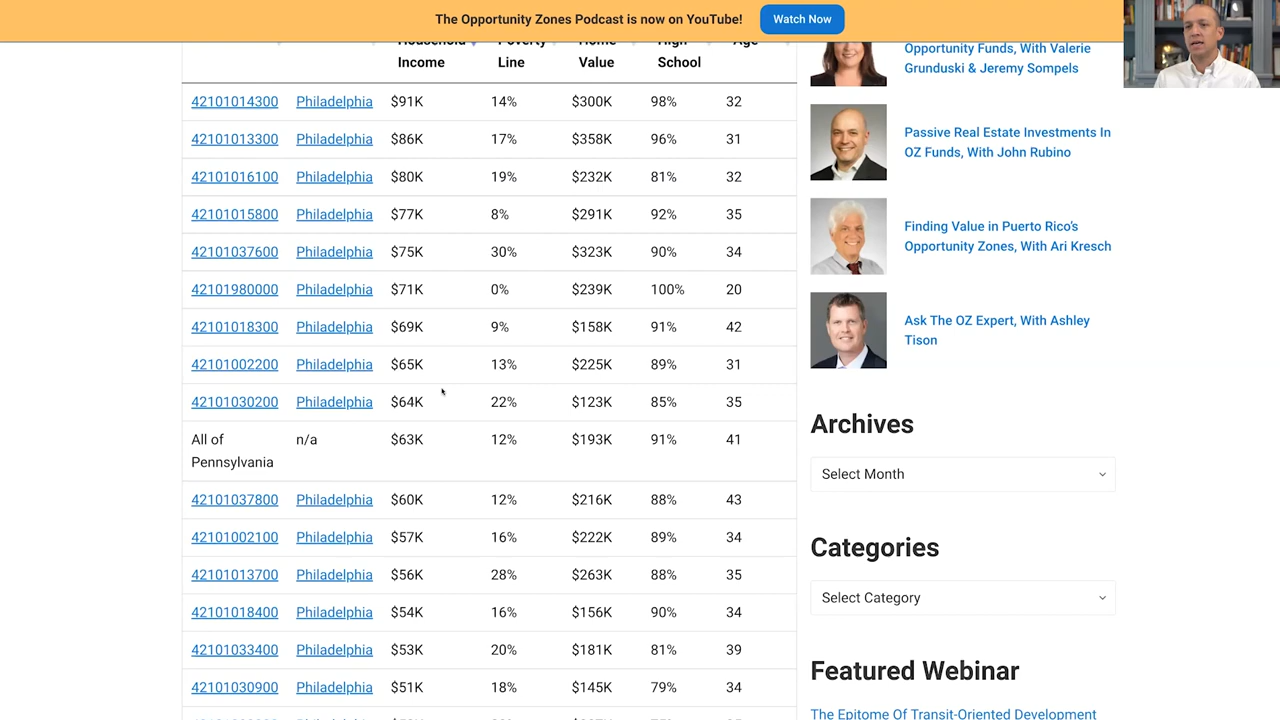 The Opportunity Zones Podcast is now on YouTube! Watch Now
Household Poverty Home High Age
Income Line Value School
42101014300 Philadelphia $91K 14% $300K 98% 32
42101013300 Philadelphia $86K 17% $358K 96% 31
42101016100 Philadelphia $80K 19% $232K 81% 32
42101015800 Philadelphia $77K 8% $291K 92% 35
42101037600 Philadelphia $75K 30% $323K 90% 34
42101980000 Philadelphia $71K 0% $239K 100% 20
42101018300 Philadelphia $69K 9% $158K 91% 42
42101002200 Philadelphia $65K 13% $225K 89% 31
42101030200 Philadelphia $64K 22% $123K 85% 35
All of n/a $63K 12% $193K 91% 41
Pennsylvania
42101037800 Philadelphia $60K 12% $216K 88% 43
42101002100 Philadelphia $57K 16% $222K 89% 34
42101013700 Philadelphia $56K 28% $263K 88% 35
42101018400 Philadelphia $54K 16% $156K 90% 34
42101033400 Philadelphia $53K 20% $181K 81% 39
42101030900 Philadelphia $51K 18% $145K 79% 34
Opportunity Funds, With Valerie
Grunduski & Jeremy Sompels
Passive Real Estate Investments In
OZ Funds, With John Rubino
Finding Value in Puerto Rico's
Opportunity Zones, With Ari Kresch
Ask The OZ Expert, With Ashley
Tison
Archives
Select Month
Categories
Select Category
Featured Webinar
The Epitome Of Transit-Oriented Development